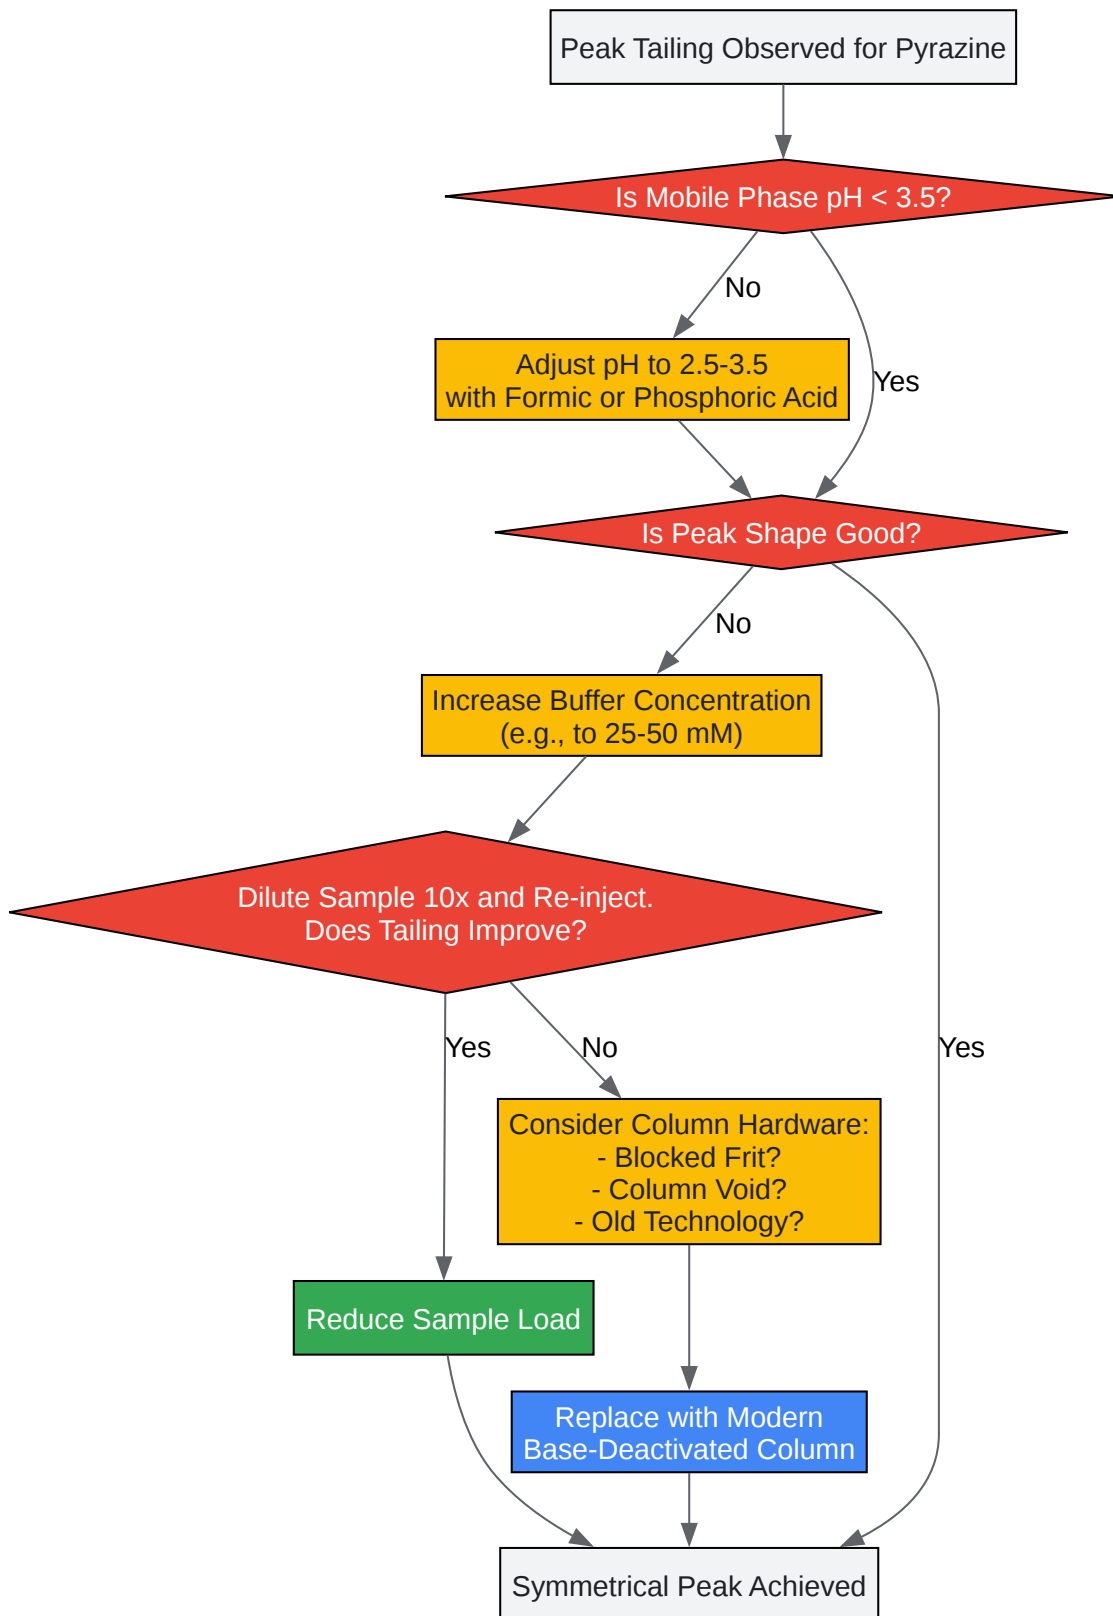 Peak Tailing Observed for Pyrazine
Is Mobile Phase pH < 3.5?
No
Adjust pH to 2.5-3.5
with Formic or Phosphoric Acid
Yes
Is Peak Shape Good?
No
Increase Buffer Concentration
(e.g., to 25-50 mM)
Dilute Sample 10x and Re-inject.
Does Tailing Improve?
Yes
No
Yes
Consider Column Hardware:
- Blocked Frit?
- Column Void?
- Old Technology?
Reduce Sample Load
Replace with Modern
Base-Deactivated Column
Symmetrical Peak Achieved